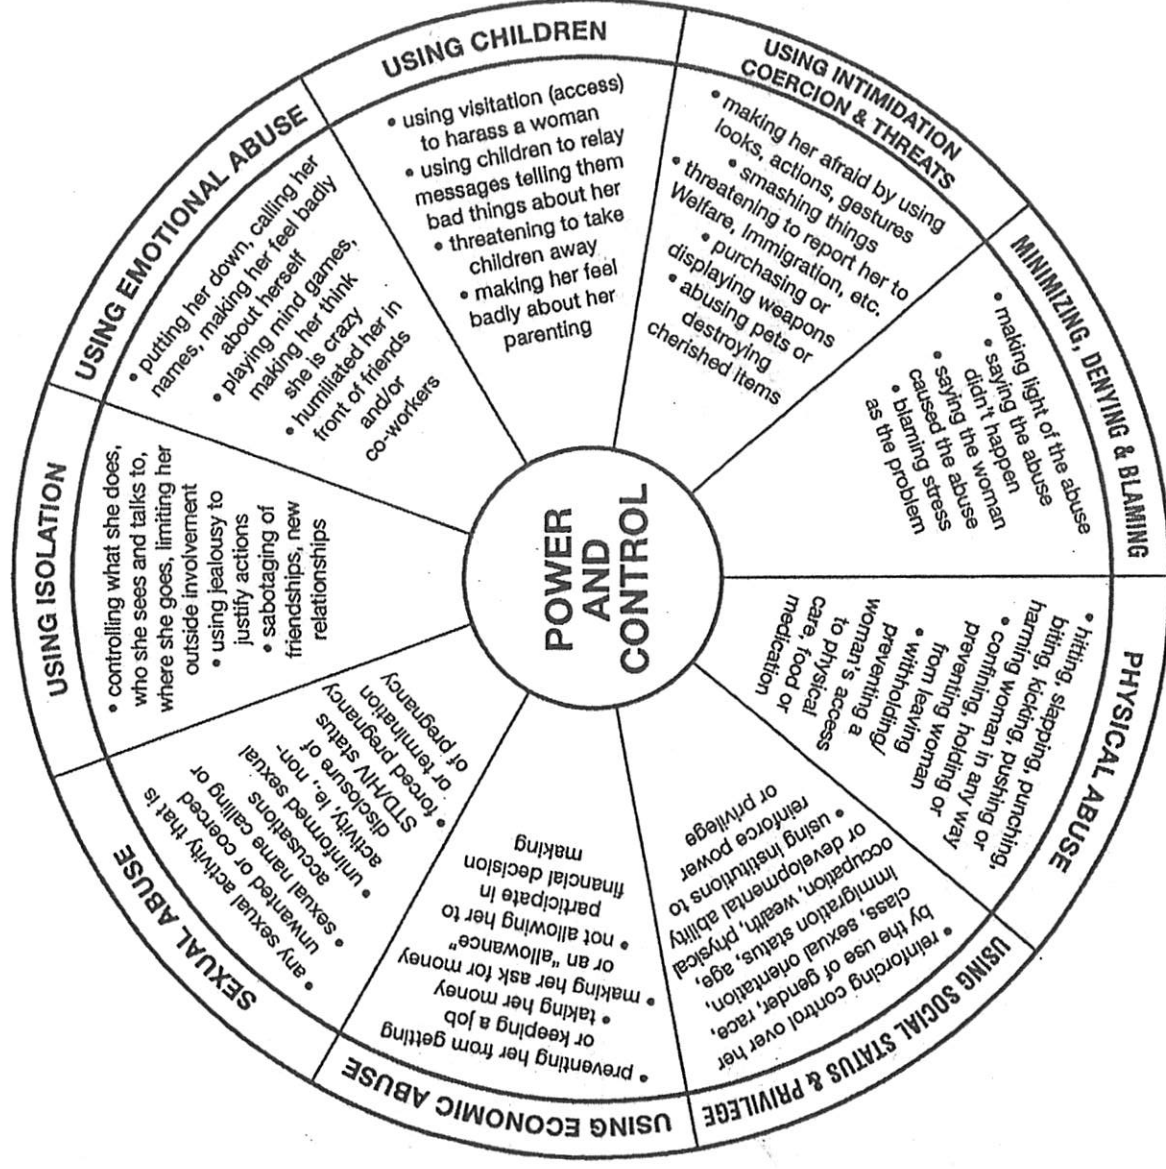 POWER
AND
CONTROL
USING CHILDREN
• using visitation (access)
to harass a woman
• using children to relay
messages telling them
bad things about her
• threatening to take
children away
• making her feel
badly about her
parenting
USING INTIMIDATION
COERCION & THREATS
• making her afraid by using
looks, actions, gestures
• smashing things
• threatening to report her to
Welfare, Immigration, etc.
• purchasing or
displaying weapons
• abusing pets or
destroying
cherished items
MINIMIZING, DENYING & BLAMING
• making light of the abuse
• saying the abuse
didn't happen
• saying the woman
caused the abuse
• blaming stress
as the problem
PHYSICAL ABUSE
• hitting, slapping, punching,
biting, kicking, pushing or
harming woman in any way
• confining, holding or
preventing woman
from leaving
• withholding/
preventing a
woman's access
to physical
care, food or
medication
USING SOCIAL STATUS & PRIVILEGE
• reinforcing control over her
by the use of gender, race,
class, sexual orientation,
immigration status, age,
occupation, wealth, physical
or developmental ability
• using institutions to
reinforce power
or privilege
USING ECONOMIC ABUSE
• preventing her from getting
or keeping a job
• taking her money
• making her ask for money
or an "allowance"
• not allowing her to
participate in
financial decision
making
SEXUAL ABUSE
• any sexual activity that is
unwanted or coerced
• sexual name calling or
accusations
• uninformed sexual
activity, ie., non-
disclosure of
STD/HIV status
• forced pregnancy
or termination
of pregnancy
USING ISOLATION
• controlling what she does,
who she sees and talks to,
where she goes, limiting her
outside involvement
• using jealousy to
justify actions
• sabotaging of
friendships, new
relationships
USING EMOTIONAL ABUSE
• putting her down, calling her
names, making her feel badly
about herself
• playing mind games,
making her think
she is crazy
• humiliated her in
front of friends
and/or
co-workers